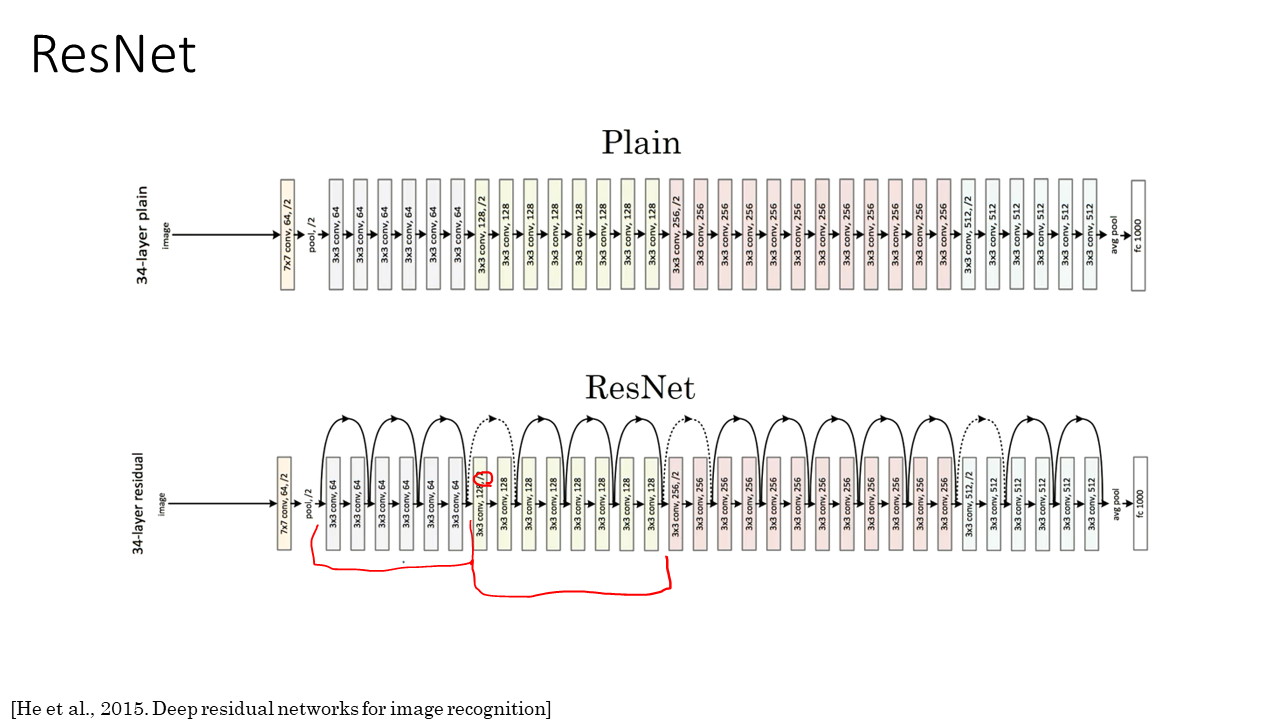 ResNet
Plain
34-layer plain
image
7x7 conv, 64, /2
pool, /2
3x3 conv, 64
3x3 conv, 64
3x3 conv, 64
3x3 conv, 64
3x3 conv, 64
3x3 conv, 64
3x3 conv, 128, /2
3x3 conv, 128
3x3 conv, 128
3x3 conv, 128
3x3 conv, 128
3x3 conv, 128
3x3 conv, 128
3x3 conv, 128
3x3 conv, 256, /2
3x3 conv, 256
3x3 conv, 256
3x3 conv, 256
3x3 conv, 256
3x3 conv, 256
3x3 conv, 256
3x3 conv, 256
3x3 conv, 256
3x3 conv, 256
3x3 conv, 256
3x3 conv, 256
3x3 conv, 512, /2
3x3 conv, 512
3x3 conv, 512
3x3 conv, 512
3x3 conv, 512
3x3 conv, 512
avg pool
fc 1000
ResNet
34-layer residual
image
7x7 conv, 64, /2
pool, /2
3x3 conv, 64
3x3 conv, 64
3x3 conv, 64
3x3 conv, 64
3x3 conv, 64
3x3 conv, 64
3x3 conv, 128, /2
3x3 conv, 128
3x3 conv, 128
3x3 conv, 128
3x3 conv, 128
3x3 conv, 128
3x3 conv, 128
3x3 conv, 128
3x3 conv, 256, /2
3x3 conv, 256
3x3 conv, 256
3x3 conv, 256
3x3 conv, 256
3x3 conv, 256
3x3 conv, 256
3x3 conv, 256
3x3 conv, 256
3x3 conv, 256
3x3 conv, 256
3x3 conv, 256
3x3 conv, 512, /2
3x3 conv, 512
3x3 conv, 512
3x3 conv, 512
3x3 conv, 512
3x3 conv, 512
avg pool
fc 1000
[He et al., 2015. Deep residual networks for image recognition]